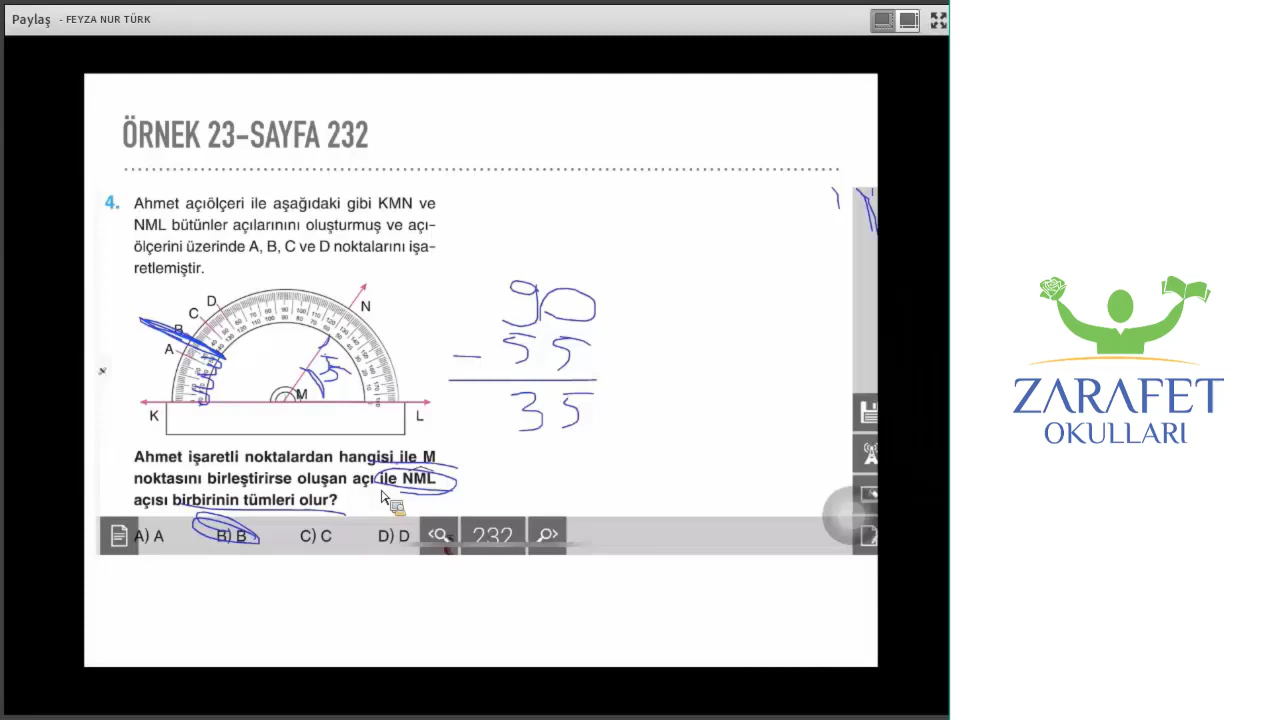 Paylaş - FEYZA NUR TÜRK
ÖRNEK 23-SAYFA 232
4. Ahmet açıölçeri ile aşağıdaki gibi KMN ve
NML bütünler açılarınını oluşturmuş ve açı-
ölçerini üzerinde A, B, C ve D noktalarını işa-
retlemiştir.
D
C
B
A
N
M
K
L
55
90
- 55
35
Ahmet işaretli noktalardan hangisi ile M
noktasını birleştirirse oluşan açı ile NML
açısı birbirinin tümleri olur?
A) A B) B C) C D) D
232
ZARAFET
OKULLARI